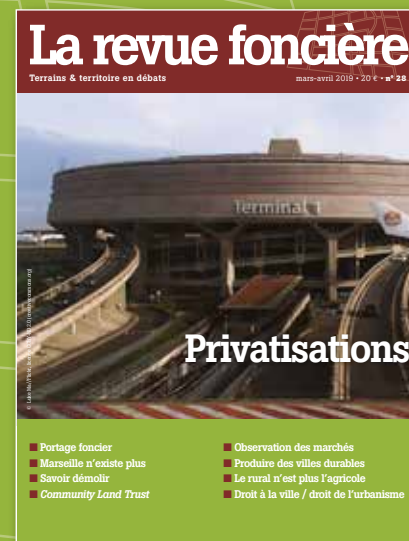 La revue foncière
Terrains & territoire en débats
mars-avril 2019 • 20 € • n° 28
Terminal 1
Privatisations
Portage foncier
Marseille n'existe plus
Savoir démolir
Community Land Trust
Observation des marchés
Produire des villes durables
Le rural n'est plus l'agricole
Droit à la ville / droit de l'urbanisme